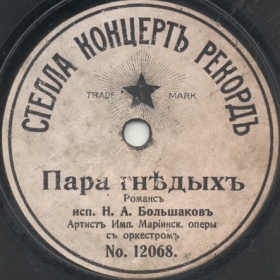 СТЕЛЛА КОНЦЕРТЪ РЕКОРДЪ
TRADE MARK
Пара гнѣдыхъ
Романсъ
исп. Н. А. Большаковъ
Артистъ Имп. Маріинск. оперы
съ оркестромъ
No. 12068.